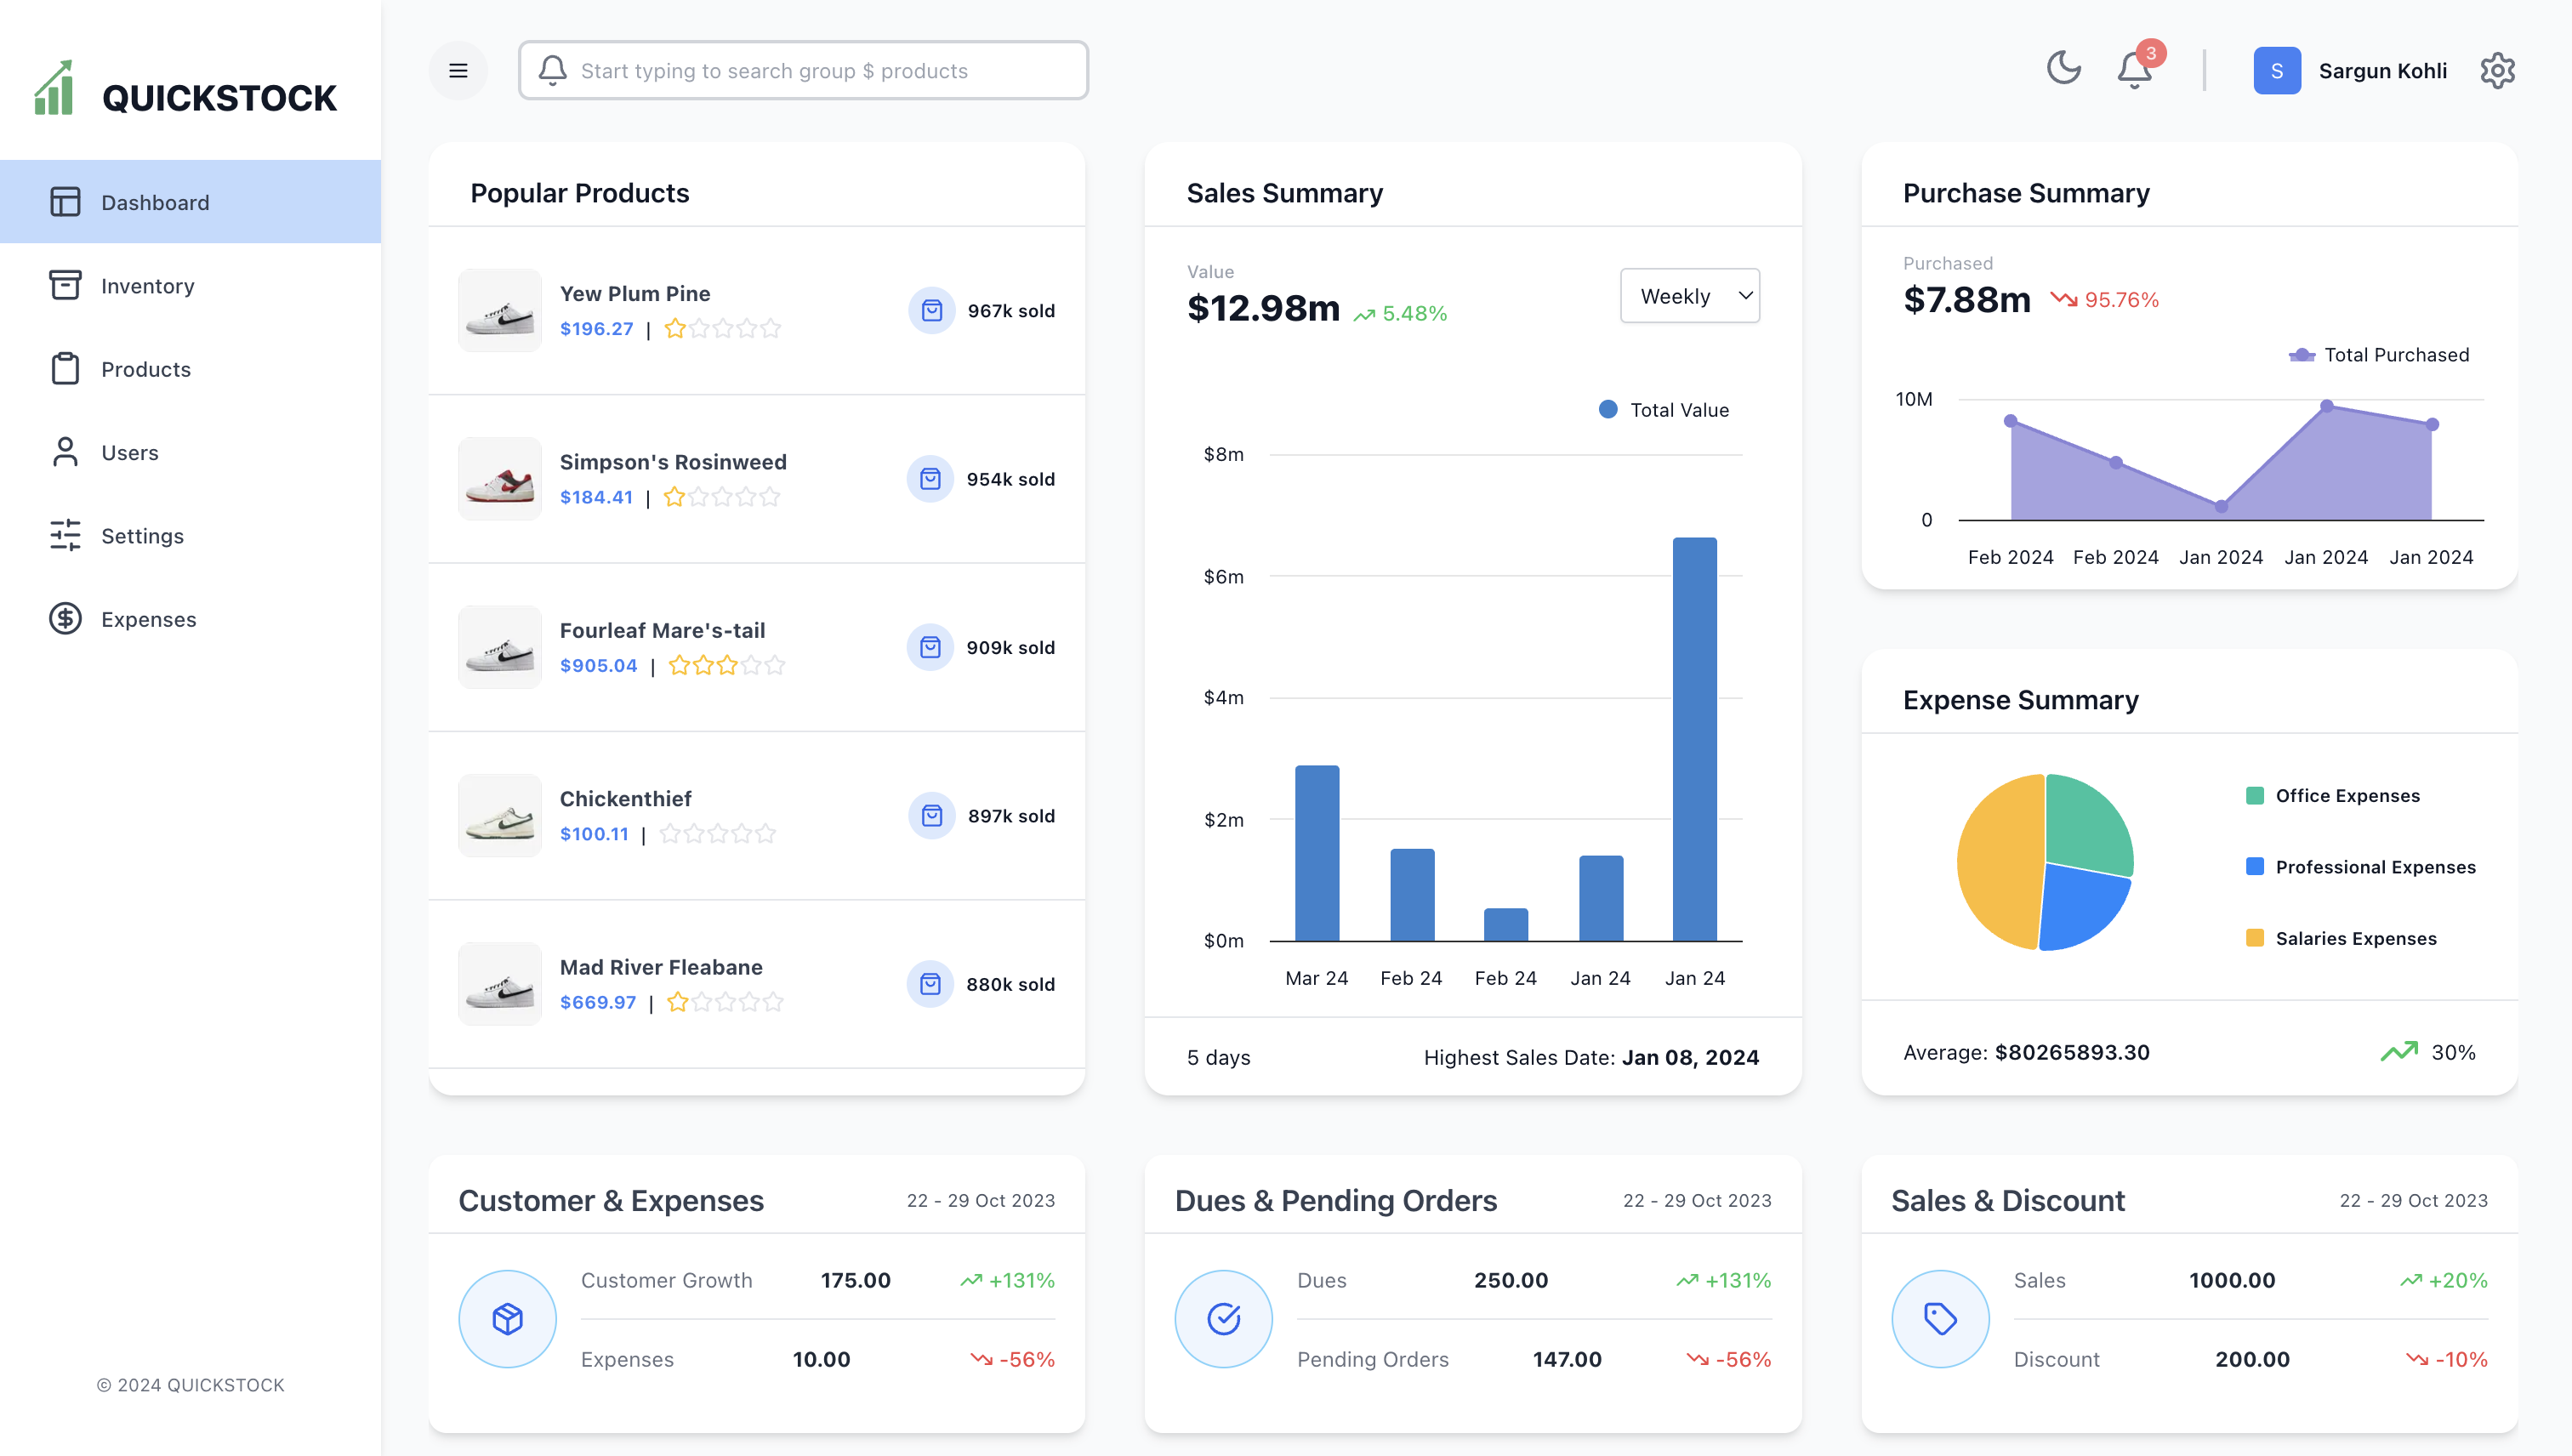 QUICKSTOCK
Dashboard
Inventory
Products
Users
Settings
Expenses
© 2024 QUICKSTOCK
Start typing to search group $ products
3
S
Sargun Kohli
Popular Products
Yew Plum Pine
$196.27 |
967k sold
Simpson's Rosinweed
$184.41 |
954k sold
Fourleaf Mare's-tail
$905.04 |
909k sold
Chickenthief
$100.11 |
897k sold
Mad River Fleabane
$669.97 |
880k sold
Sales Summary
Value
$12.98m 5.48%
Weekly
Total Value
$8m
$6m
$4m
$2m
$0m
Mar 24 Feb 24 Feb 24 Jan 24 Jan 24
5 days
Highest Sales Date: Jan 08, 2024
Purchase Summary
Purchased
$7.88m 95.76%
Total Purchased
10M
0
Feb 2024 Feb 2024 Jan 2024 Jan 2024 Jan 2024
Expense Summary
Office Expenses
Professional Expenses
Salaries Expenses
Average: $80265893.30
30%
Customer & Expenses
22 - 29 Oct 2023
Customer Growth 175.00 +131%
Expenses 10.00 -56%
Dues & Pending Orders
22 - 29 Oct 2023
Dues 250.00 +131%
Pending Orders 147.00 -56%
Sales & Discount
22 - 29 Oct 2023
Sales 1000.00 +20%
Discount 200.00 -10%